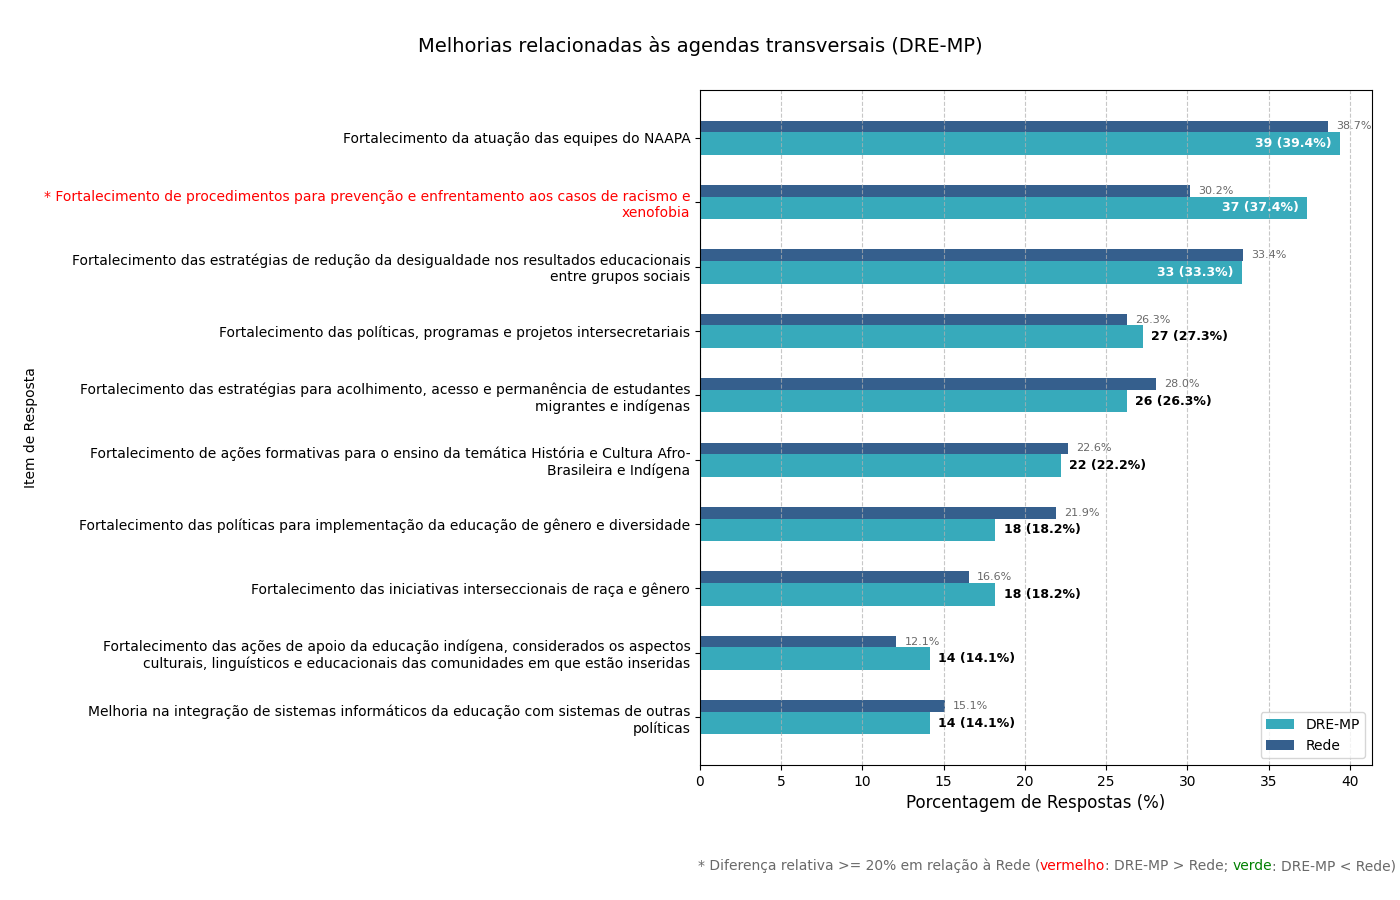 Melhorias relacionadas às agendas transversais (DRE-MP)
Item de Resposta
Fortalecimento da atuação das equipes do NAAPA
38.7%
39 (39.4%)
* Fortalecimento de procedimentos para prevenção e enfrentamento aos casos de racismo e
xenofobia
30.2%
37 (37.4%)
Fortalecimento das estratégias de redução da desigualdade nos resultados educacionais
entre grupos sociais
33.4%
33 (33.3%)
Fortalecimento das políticas, programas e projetos intersecretariais
26.3%
27 (27.3%)
Fortalecimento das estratégias para acolhimento, acesso e permanência de estudantes
migrantes e indígenas
28.0%
26 (26.3%)
Fortalecimento de ações formativas para o ensino da temática História e Cultura Afro-
Brasileira e Indígena
22.6%
22 (22.2%)
Fortalecimento das políticas para implementação da educação de gênero e diversidade
21.9%
18 (18.2%)
Fortalecimento das iniciativas interseccionais de raça e gênero
16.6%
18 (18.2%)
Fortalecimento das ações de apoio da educação indígena, considerados os aspectos
culturais, linguísticos e educacionais das comunidades em que estão inseridas
12.1%
14 (14.1%)
Melhoria na integração de sistemas informáticos da educação com sistemas de outras
políticas
15.1%
14 (14.1%)
DRE-MP
Rede
0 5 10 15 20 25 30 35 40
Porcentagem de Respostas (%)
* Diferença relativa >= 20% em relação à Rede (vermelho: DRE-MP > Rede; verde: DRE-MP < Rede)